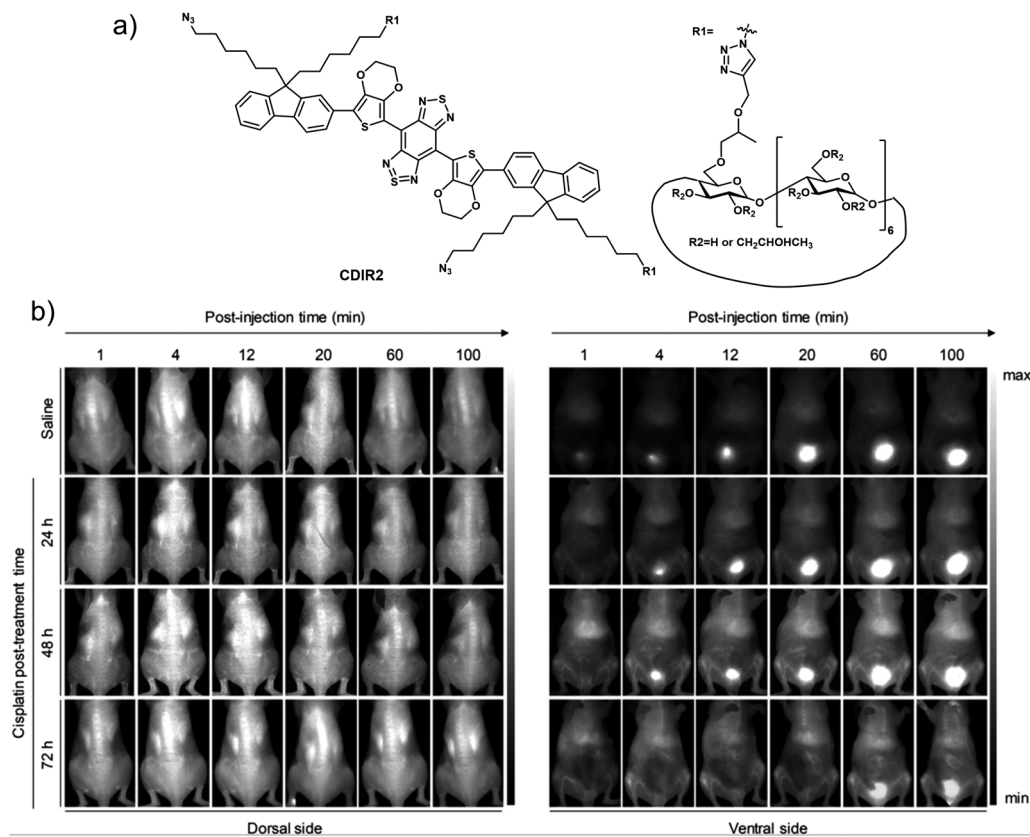 a)
N3
R1
O
O
S
N
S
N
N
S
N
S
O
O
N3
R1
CDIR2
R1=
N
N
N
O
O
O
R2O
OR2
O
OR2
O
R2O
OR2
O
6
R2=H or CH2CHOHCH3
b)
Post-injection time (min)
1 4 12 20 60 100
Post-injection time (min)
1 4 12 20 60 100
Cisplatin post-treatment time
Saline
24 h
48 h
72 h
max
min
Dorsal side
Ventral side